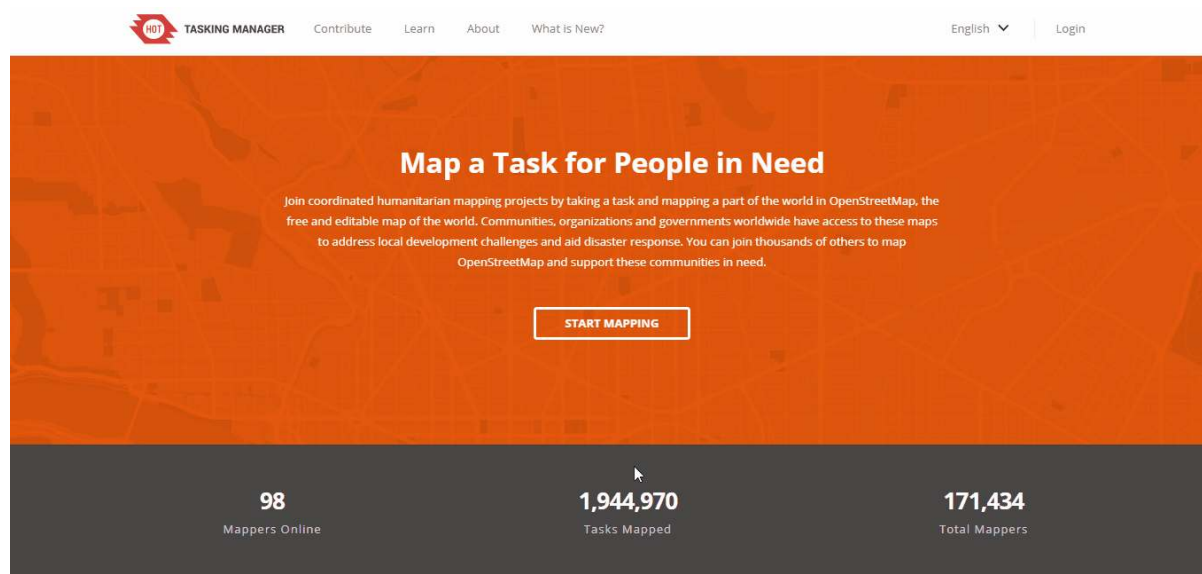 HOT TASKING MANAGER Contribute Learn About What is New? English Login
Map a Task for People in Need
Join coordinated humanitarian mapping projects by taking a task and mapping a part of the world in OpenStreetMap, the
free and editable map of the world. Communities, organizations and governments worldwide have access to these maps
to address local development challenges and aid disaster response. You can join thousands of others to map
OpenStreetMap and support these communities in need.
START MAPPING
98 1,944,970 171,434
Mappers Online Tasks Mapped Total Mappers